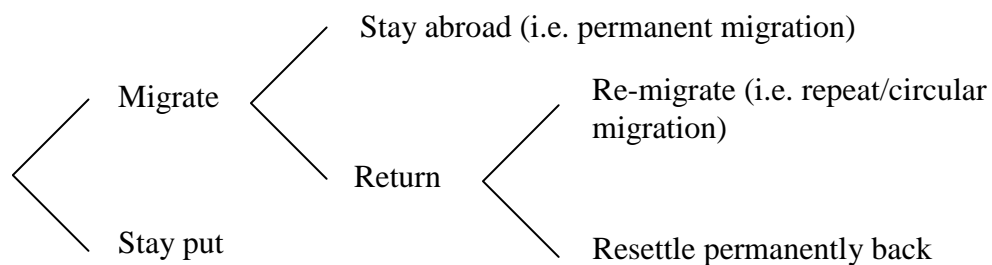 Stay abroad (i.e. permanent migration)
Migrate
Re-migrate (i.e. repeat/circular
migration)
Return
Stay put
Resettle permanently back